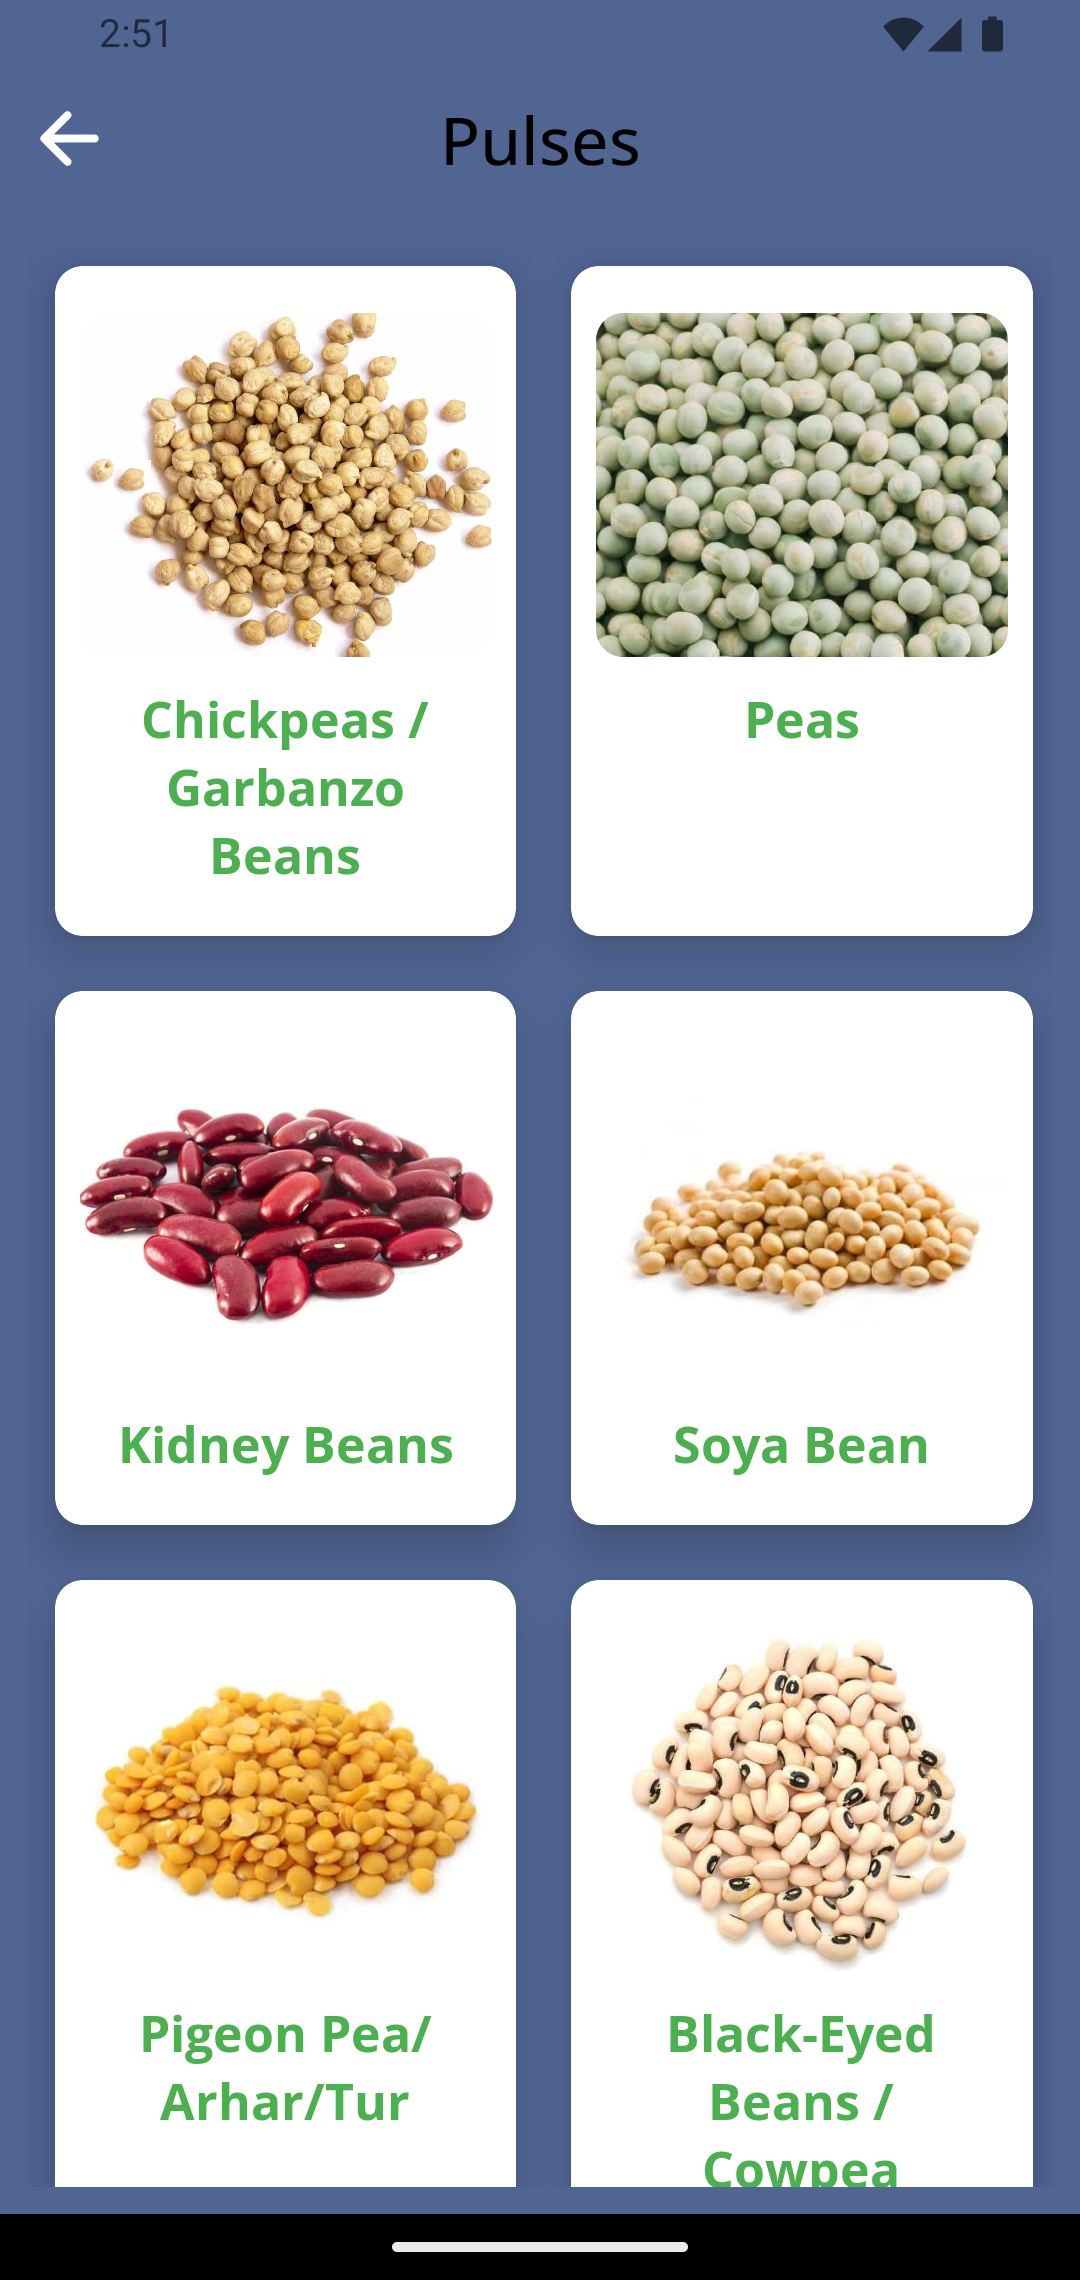 2:51
Pulses
Chickpeas /
Garbanzo
Beans
Peas
Kidney Beans
Soya Bean
Pigeon Pea/
Arhar/Tur
Black-Eyed
Beans /
Cowpea